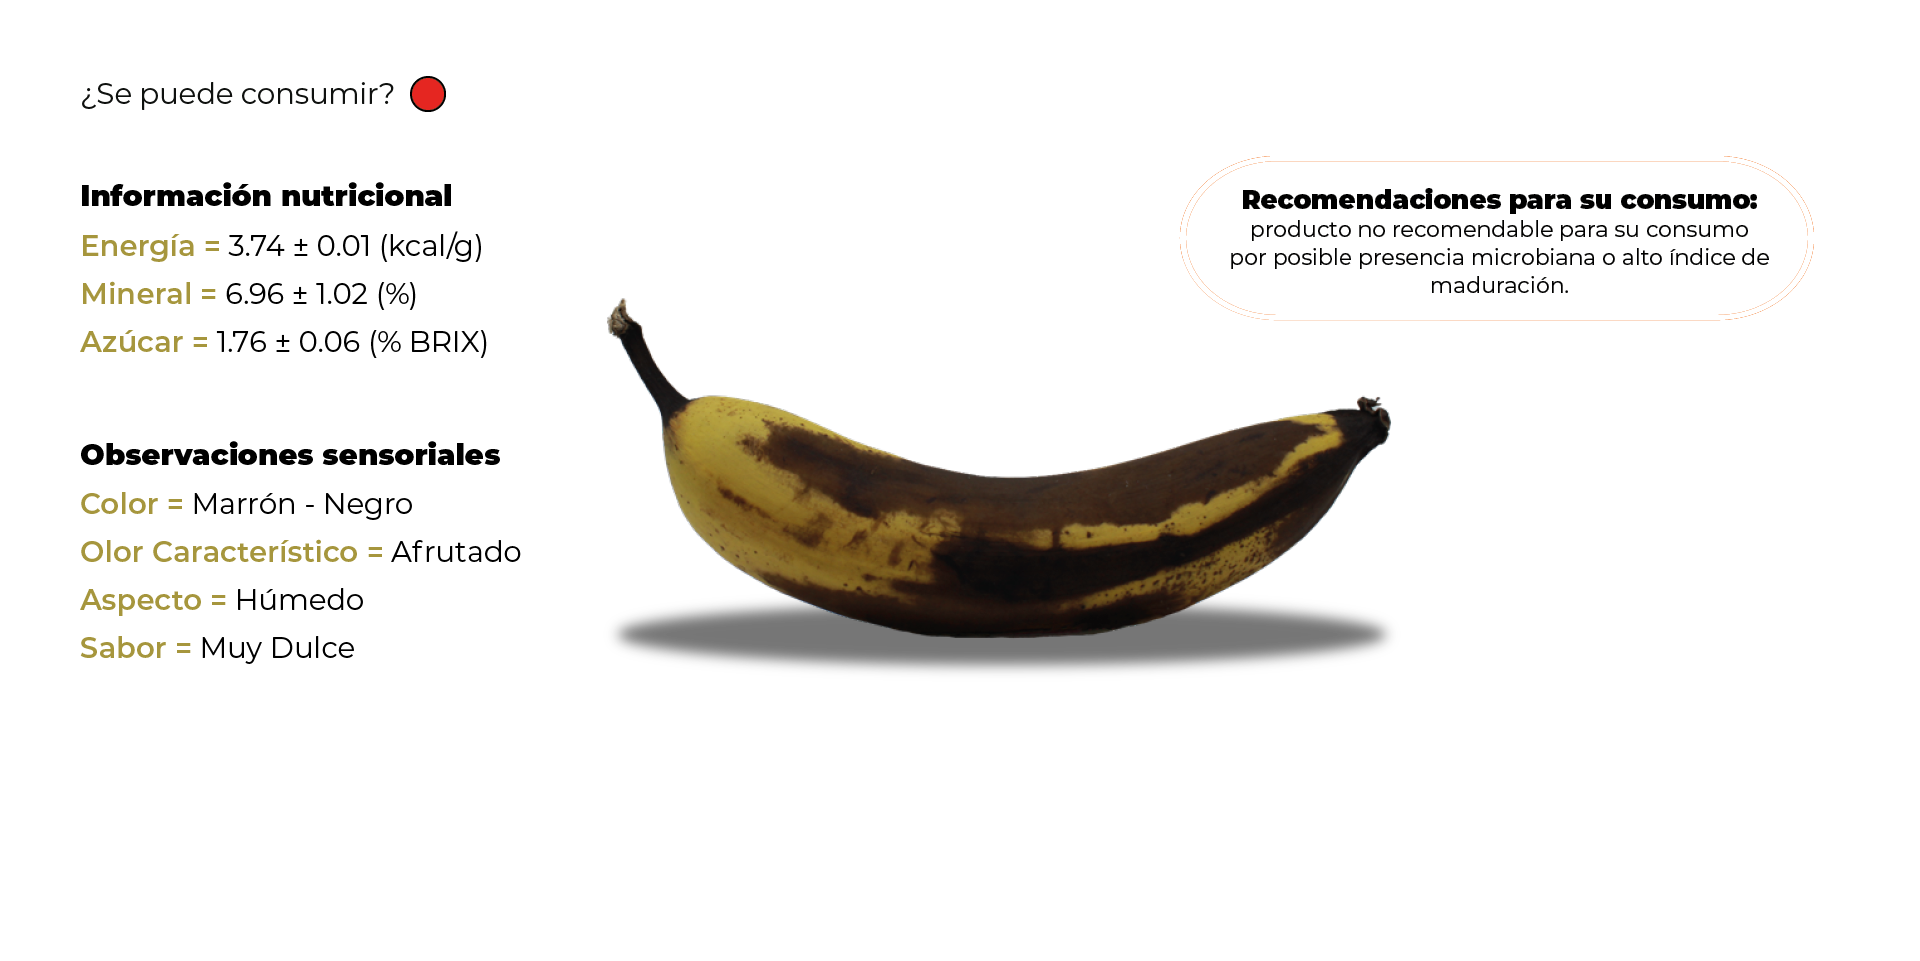 ¿Se puede consumir?
Información nutricional
Energía = 3.74 ± 0.01 (kcal/g)
Mineral = 6.96 ± 1.02 (%)
Azúcar = 1.76 ± 0.06 (% BRIX)
Observaciones sensoriales
Color = Marrón - Negro
Olor Característico = Afrutado
Aspecto = Húmedo
Sabor = Muy Dulce
Recomendaciones para su consumo:
producto no recomendable para su consumo
por posible presencia microbiana o alto índice de
maduración.